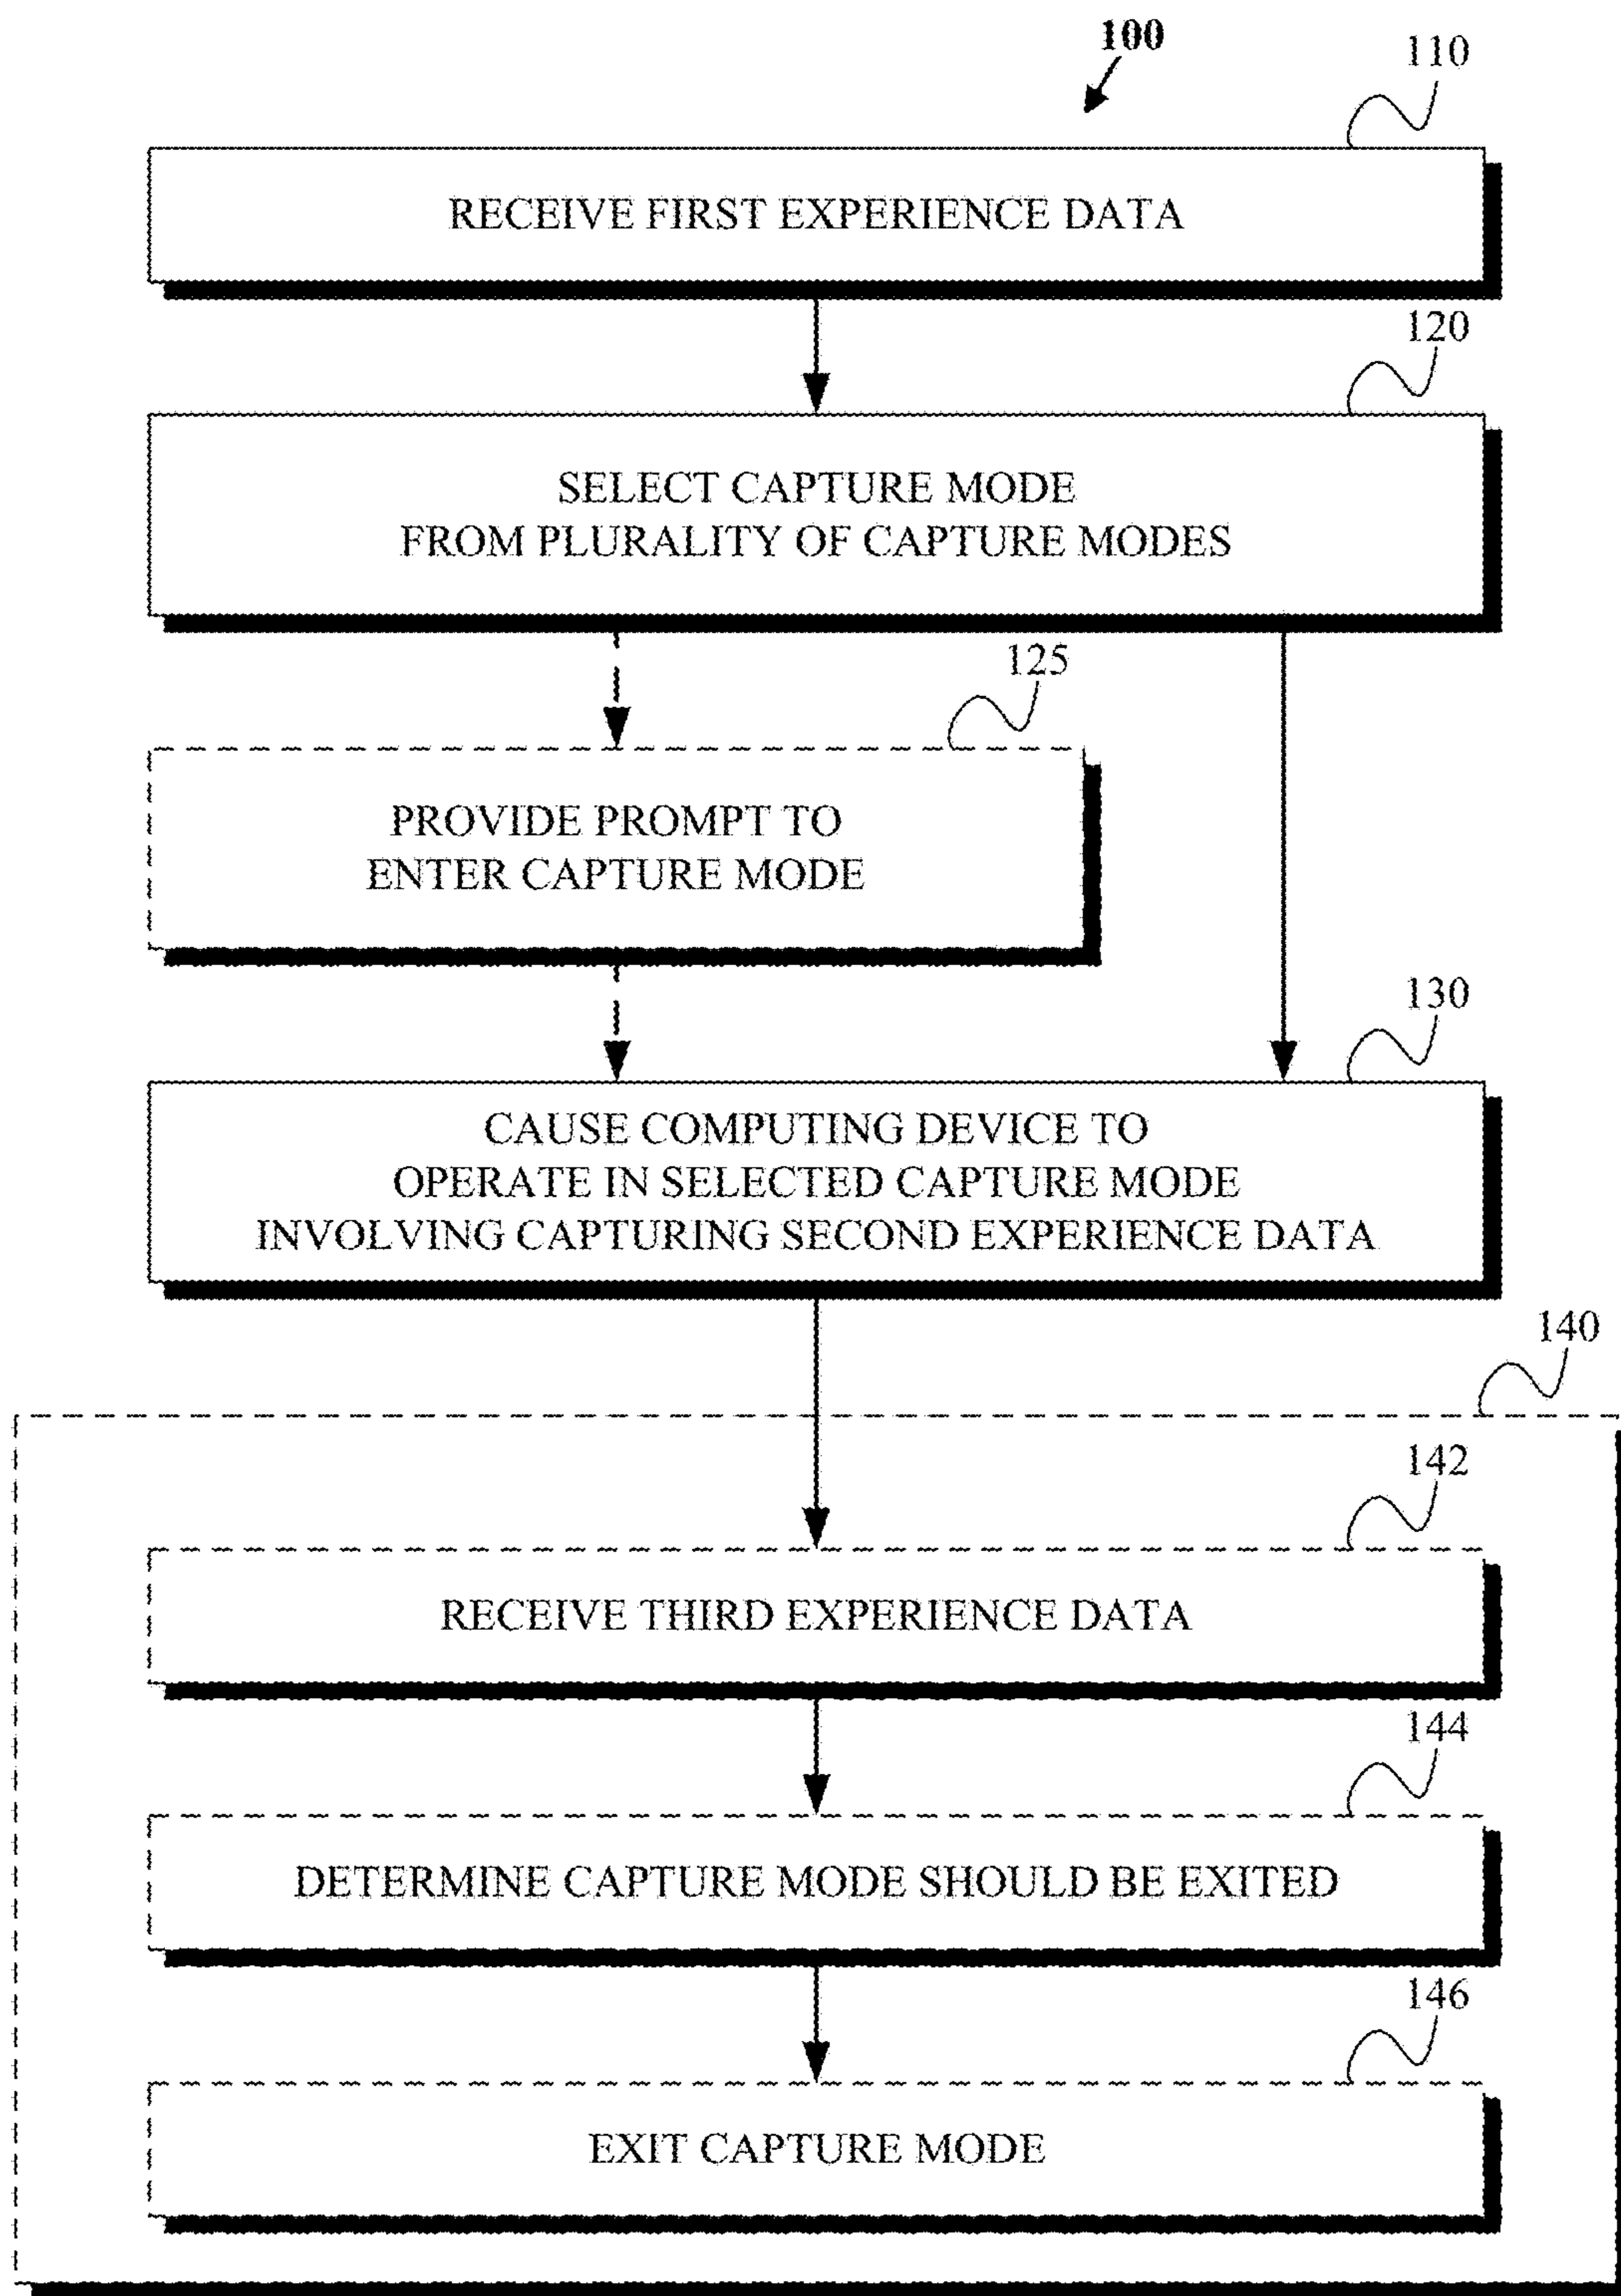 100
110
RECEIVE FIRST EXPERIENCE DATA
120
SELECT CAPTURE MODE
FROM PLURALITY OF CAPTURE MODES
125
PROVIDE PROMPT TO
ENTER CAPTURE MODE
130
CAUSE COMPUTING DEVICE TO
OPERATE IN SELECTED CAPTURE MODE
INVOLVING CAPTURING SECOND EXPERIENCE DATA
140
142
RECEIVE THIRD EXPERIENCE DATA
144
DETERMINE CAPTURE MODE SHOULD BE EXITED
146
EXIT CAPTURE MODE